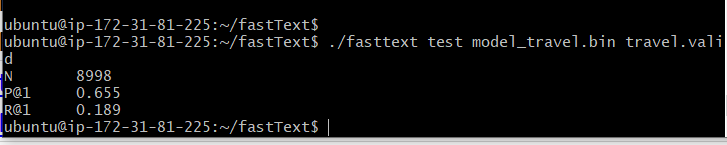 ubuntu@ip-172-31-81-225:~/fastText$
ubuntu@ip-172-31-81-225:~/fastText$ ./fasttext test model_travel.bin travel.vali
d
N 8998
P@1 0.655
R@1 0.189
ubuntu@ip-172-31-81-225:~/fastText$